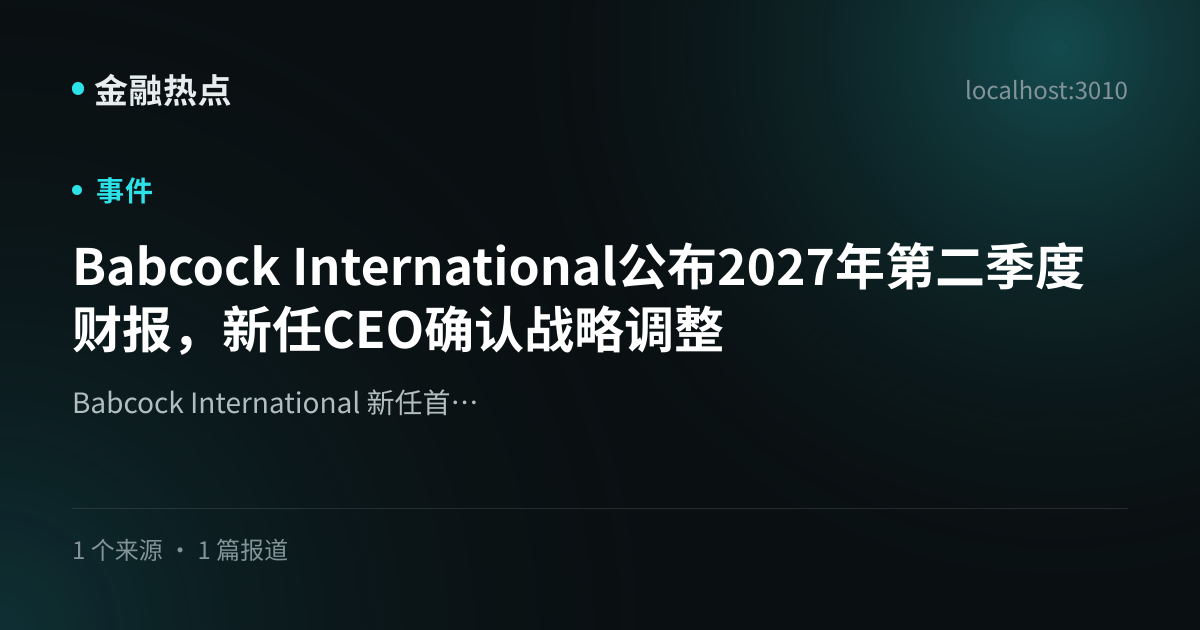 金融热点
localhost:3010
事件
Babcock International公布2027年第二季度
财报，新任CEO确认战略调整
Babcock International 新任首…
1 个来源 · 1 篇报道